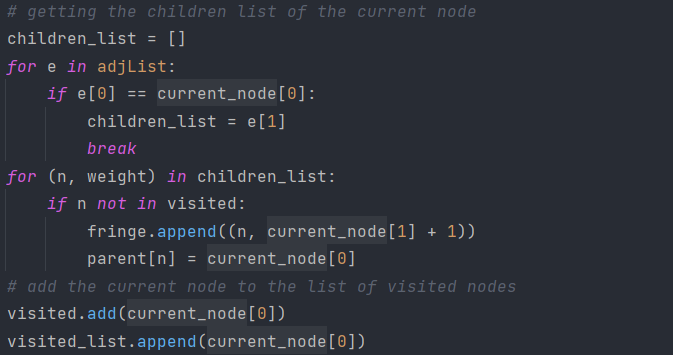 # getting the children list of the current node
children_list = []
for e in adjList:
    if e[0] == current_node[0]:
        children_list = e[1]
        break
for (n, weight) in children_list:
    if n not in visited:
        fringe.append((n, current_node[1] + 1))
        parent[n] = current_node[0]
# add the current node to the list of visited nodes
visited.add(current_node[0])
visited_list.append(current_node[0])